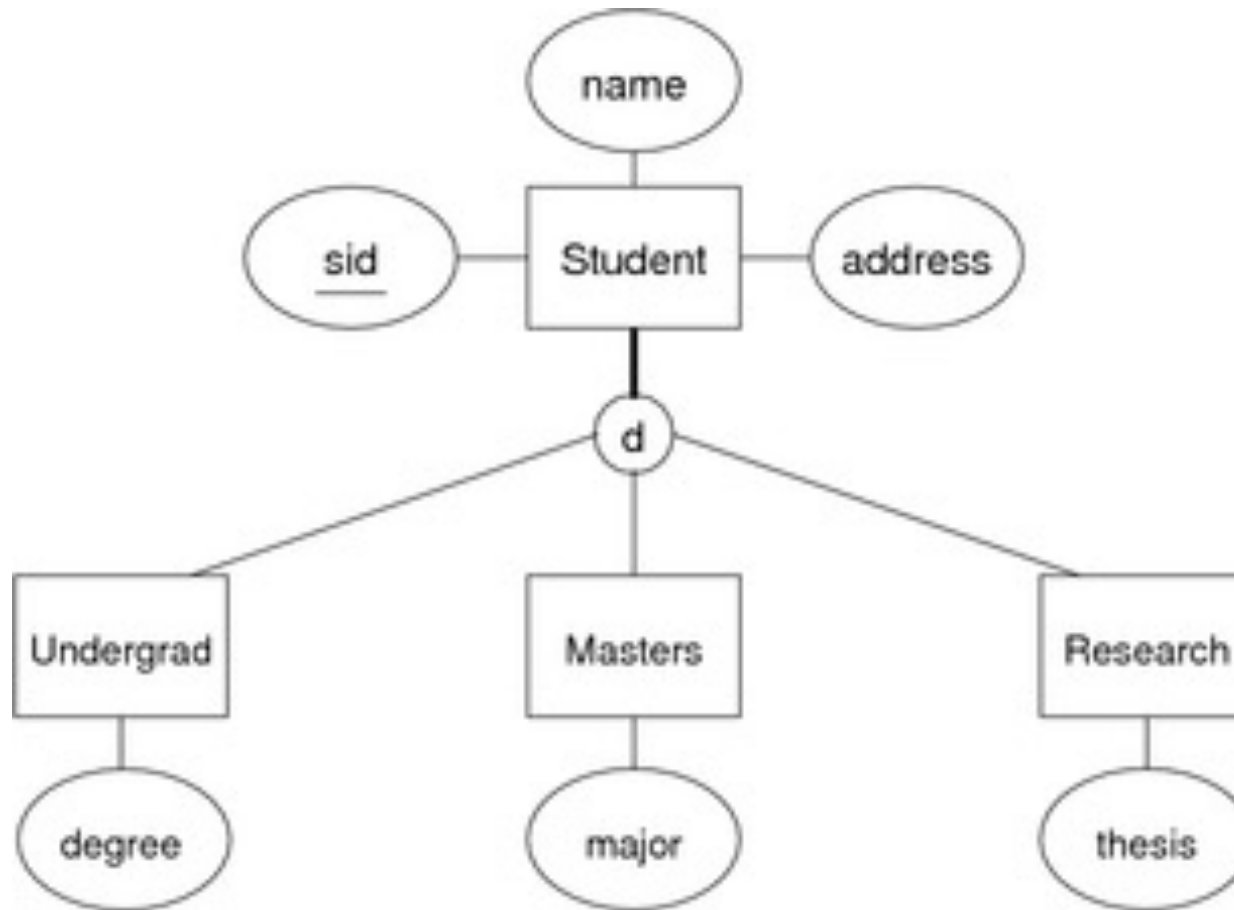 name
sid
Student
address
d
Undergrad
Masters
Research
degree
major
thesis